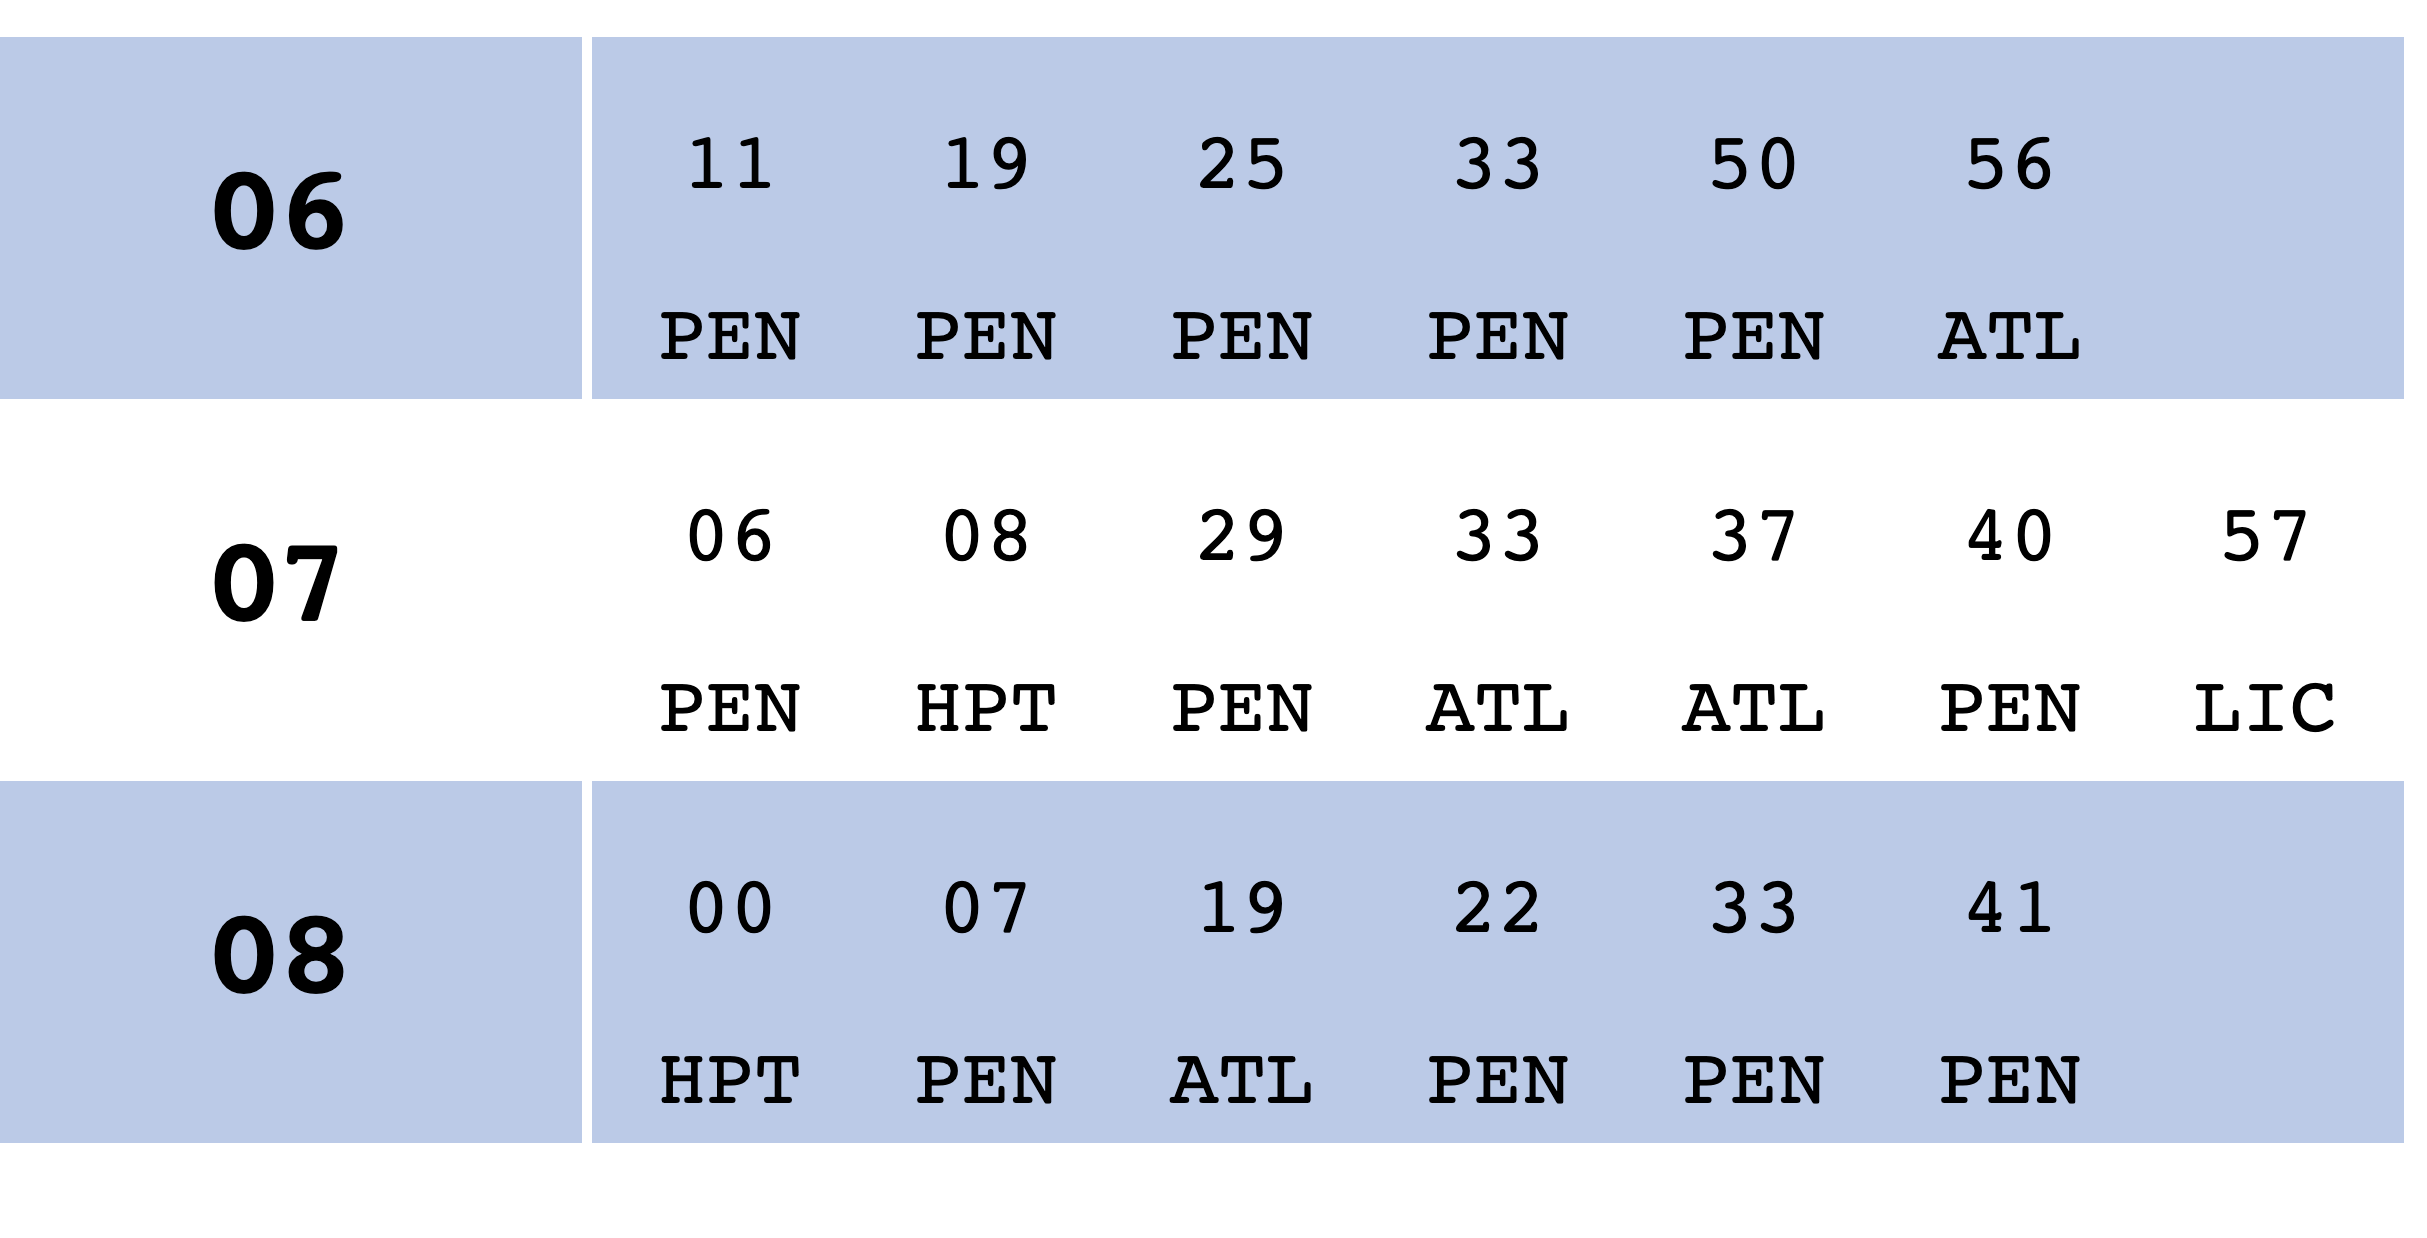 06
11 19 25 33 50 56
PEN PEN PEN PEN PEN ATL
07
06 08 29 33 37 40 57
PEN HPT PEN ATL ATL PEN LIC
08
00 07 19 22 33 41
HPT PEN ATL PEN PEN PEN